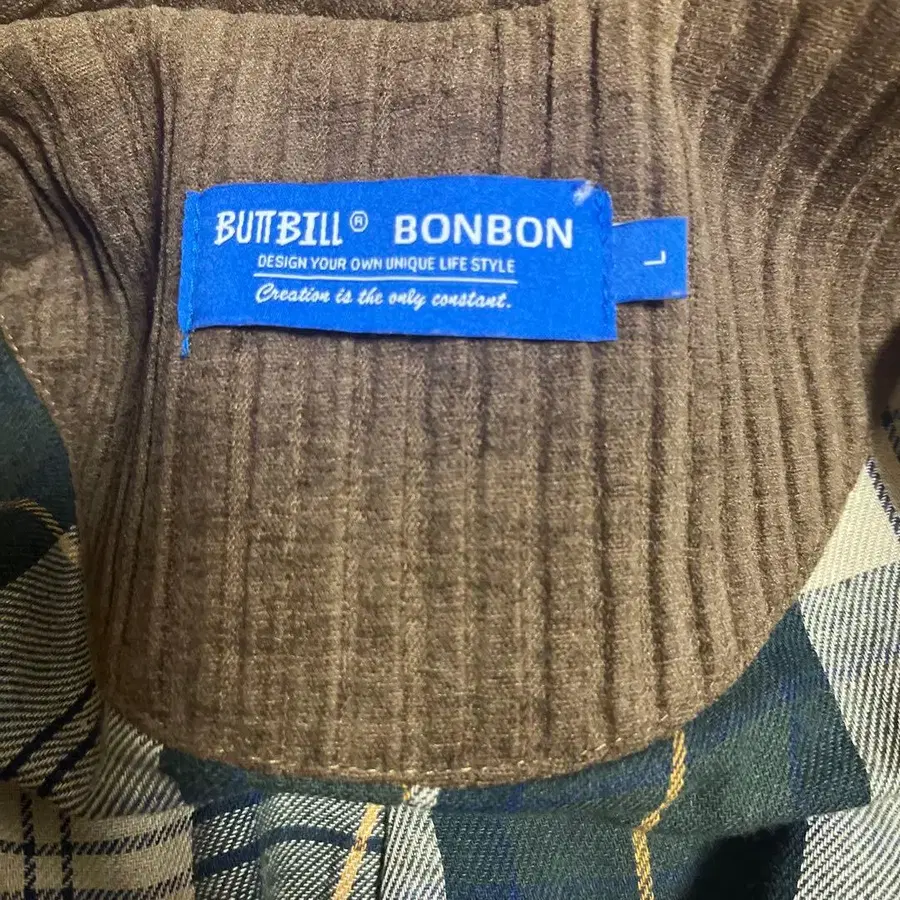 BUTTBILL® BONBON
DESIGN YOUR OWN UNIQUE LIFE STYLE
Creation is the only constant.
L